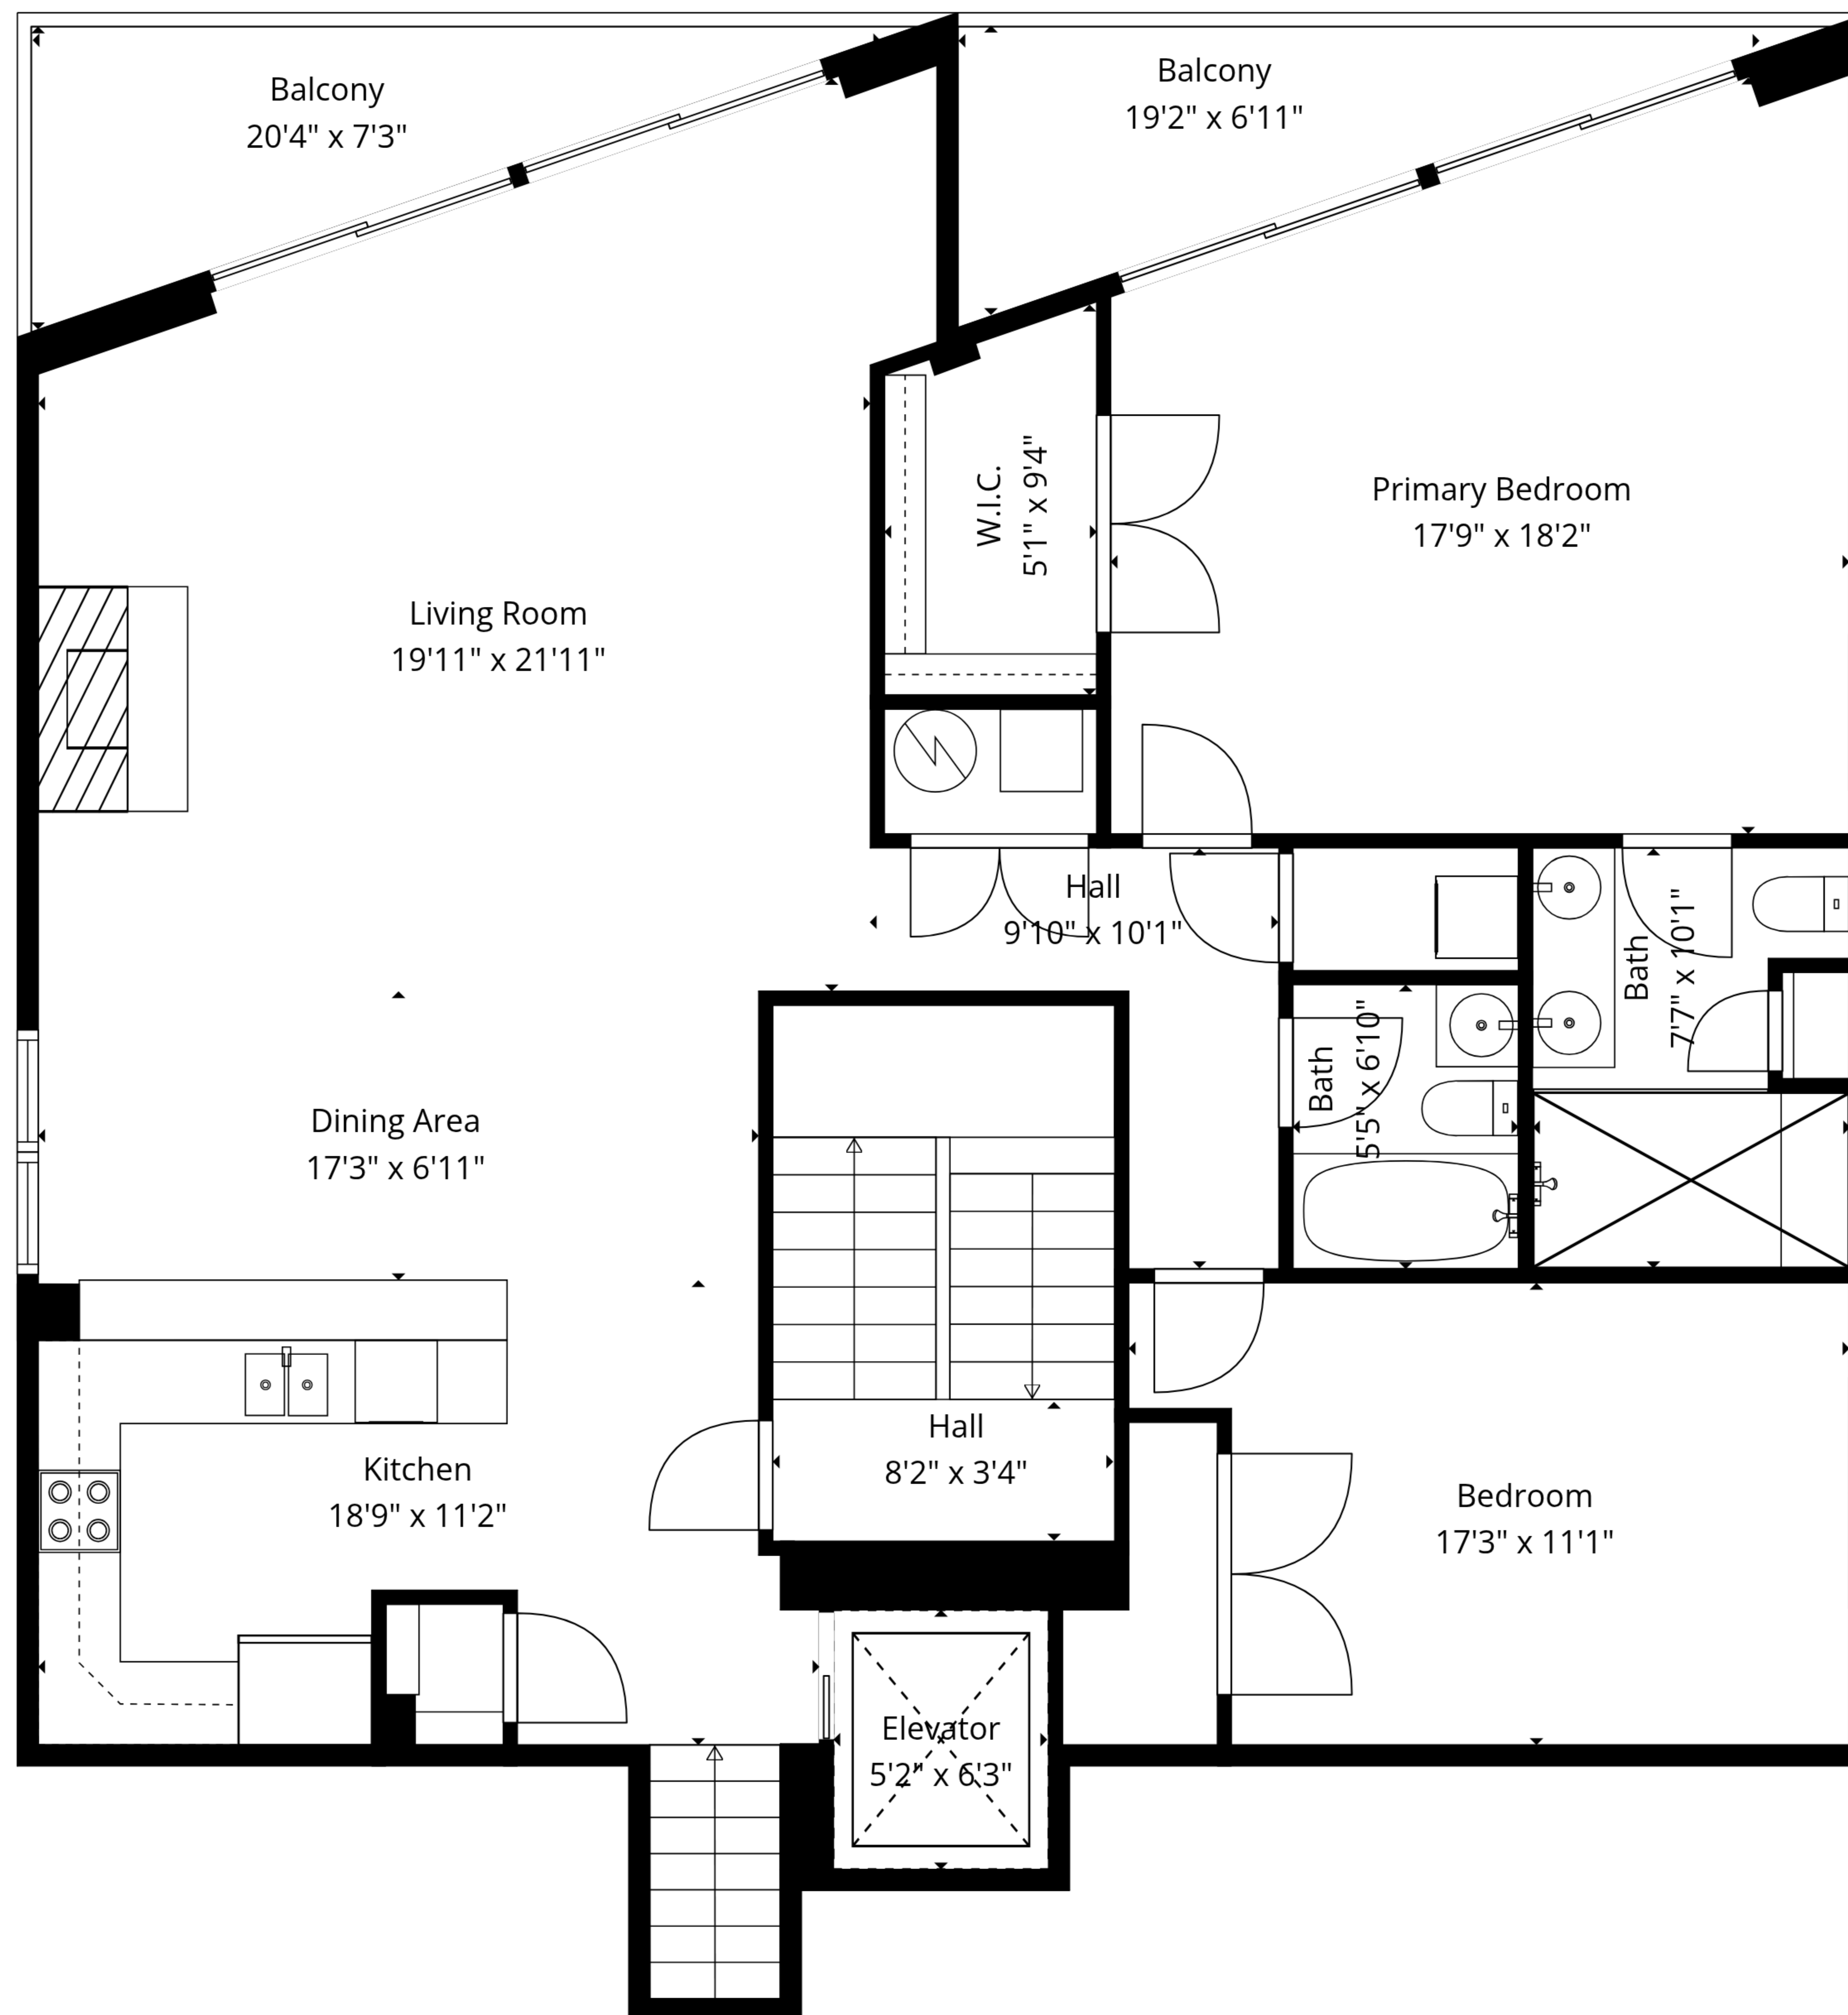 Balcony
20'4" x 7'3"
Balcony
19'2" x 6'11"
W.I.C.
5'1" x 9'4"
Primary Bedroom
17'9" x 18'2"
Living Room
19'11" x 21'11"
Hall
9'10" x 10'1"
Bath
7'7" x 10'1"
Bath
5'5" x 6'10"
Dining Area
17'3" x 6'11"
Hall
8'2" x 3'4"
Kitchen
18'9" x 11'2"
Bedroom
17'3" x 11'1"
Elevator
5'2" x 6'3"